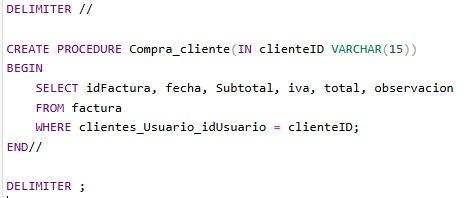 DELIMITER //
CREATE PROCEDURE Compra_cliente(IN clienteID VARCHAR(15))
BEGIN
SELECT idFactura, fecha, Subtotal, iva, total, observacion
FROM factura
WHERE clientes_Usuario_idUsuario = clienteID;
END//
DELIMITER ;